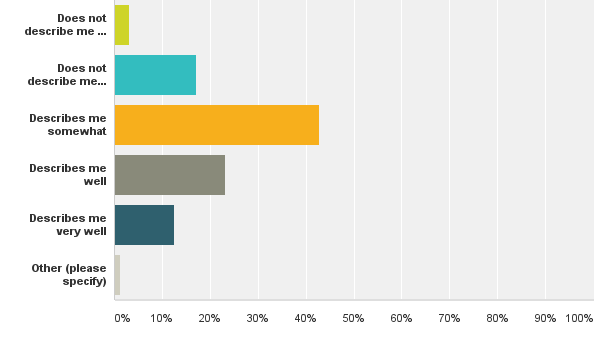 Does not
describe me ...
Does not
describe me...
Describes me
somewhat
Describes me
well
Describes me
very well
Other (please
specify)
0% 10% 20% 30% 40% 50% 60% 70% 80% 90% 100%